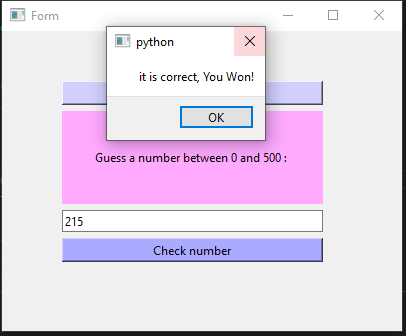 Form
python
it is correct, You Won!
OK
Guess a number between 0 and 500 :
215
Check number